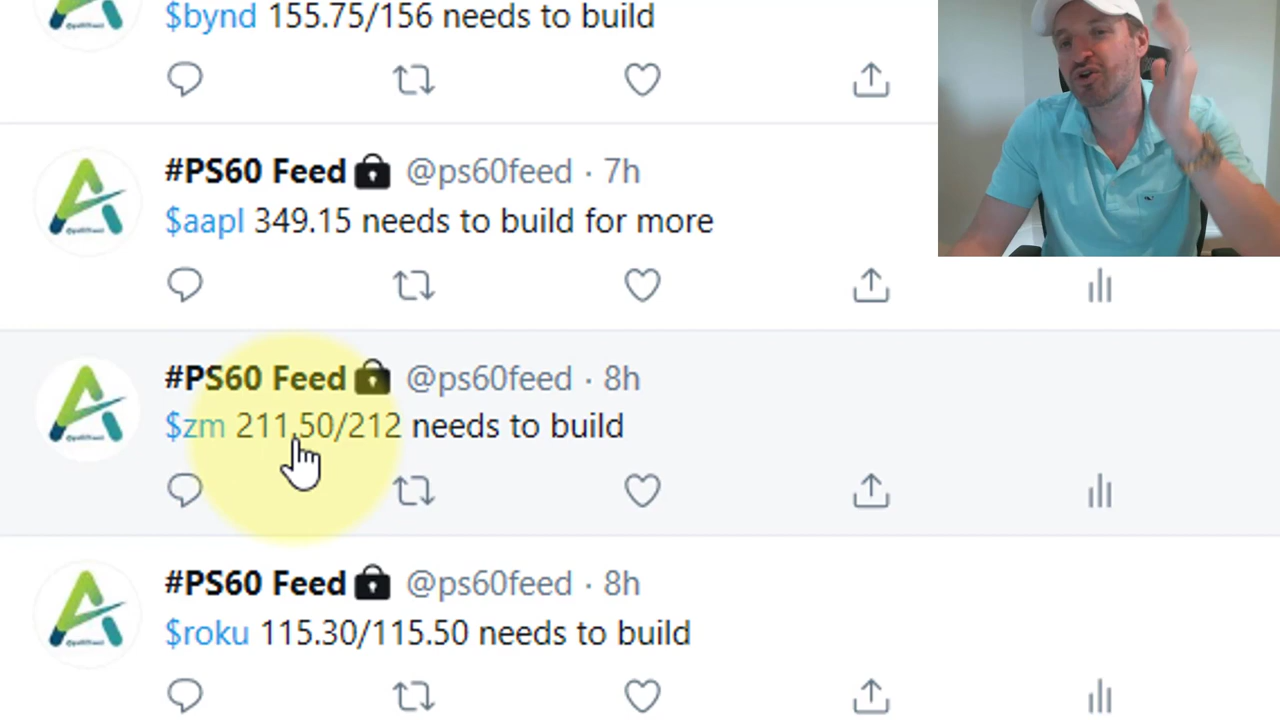 $bynd 155.75/156 needs to build
#PS60 Feed @ps60feed · 7h
$aapl 349.15 needs to build for more
#PS60 Feed @ps60feed · 8h
$zm 211.50/212 needs to build
#PS60 Feed @ps60feed · 8h
$roku 115.30/115.50 needs to build